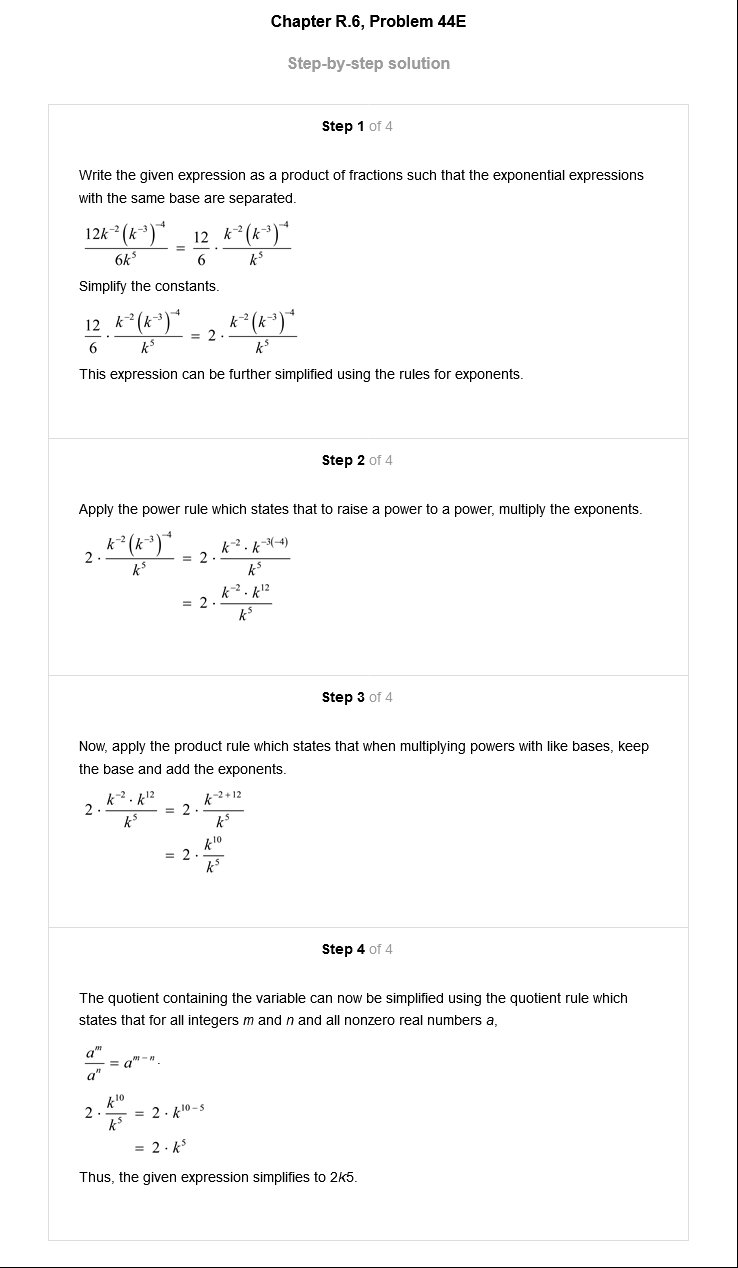 Chapter R.6, Problem 44E
Step-by-step solution
Step 1 of 4
Write the given expression as a product of fractions such that the exponential expressions
with the same base are separated.
\frac{12k^{-2}(k^{-3})^{-4}}{6k^{5}} = \frac{12}{6} \cdot \frac{k^{-2}(k^{-3})^{-4}}{k^{5}}
Simplify the constants.
\frac{12}{6} \cdot \frac{k^{-2}(k^{-3})^{-4}}{k^{5}} = 2 \cdot \frac{k^{-2}(k^{-3})^{-4}}{k^{5}}
This expression can be further simplified using the rules for exponents.
Step 2 of 4
Apply the power rule which states that to raise a power to a power, multiply the exponents.
2 \cdot \frac{k^{-2}(k^{-3})^{-4}}{k^{5}} = 2 \cdot \frac{k^{-2} \cdot k^{-3(-4)}}{k^{5}}
= 2 \cdot \frac{k^{-2} \cdot k^{12}}{k^{5}}
Step 3 of 4
Now, apply the product rule which states that when multiplying powers with like bases, keep
the base and add the exponents.
2 \cdot \frac{k^{-2} \cdot k^{12}}{k^{5}} = 2 \cdot \frac{k^{-2+12}}{k^{5}}
= 2 \cdot \frac{k^{10}}{k^{5}}
Step 4 of 4
The quotient containing the variable can now be simplified using the quotient rule which
states that for all integers m and n and all nonzero real numbers a,
\frac{a^{m}}{a^{n}} = a^{m-n}.
2 \cdot \frac{k^{10}}{k^{5}} = 2 \cdot k^{10-5}
= 2 \cdot k^{5}
Thus, the given expression simplifies to 2k5.